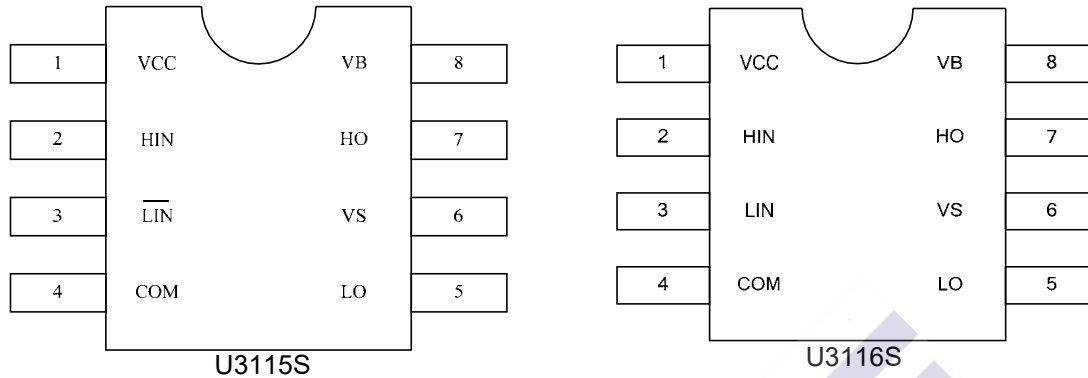 1 VCC VB 8
2 HIN HO 7
3 L̅I̅N̅ VS 6
4 COM LO 5
U3115S
1 VCC VB 8
2 HIN HO 7
3 LIN VS 6
4 COM LO 5
U3116S